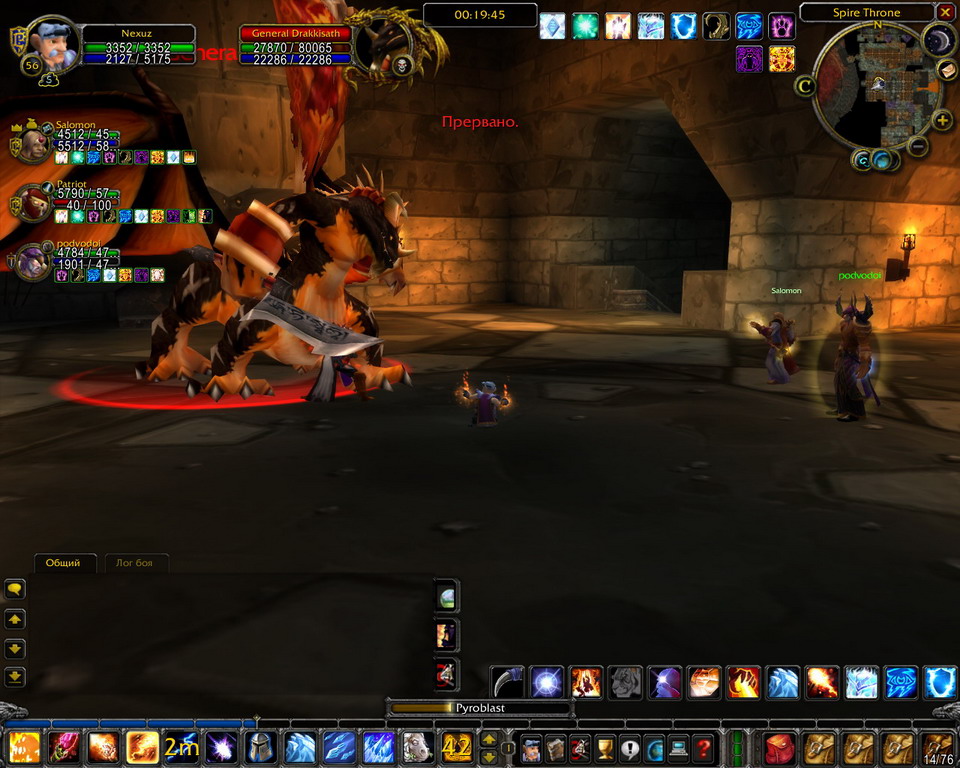 00:19:45
Spire Throne
N
Nexuz
3352 / 3352
2127 / 5175
56
5
General Drakkisath
27870 / 80065
22286 / 22286
C
Прервано.
Salomon
4512 / 45..
5512 / 58..
Patriot
5790 / 57..
40 / 100
podvodoi
4784 / 47..
1901 / 47..
podvodoi
Salomon
Общий
Лог боя
Pyroblast
2m
42
1
14/76